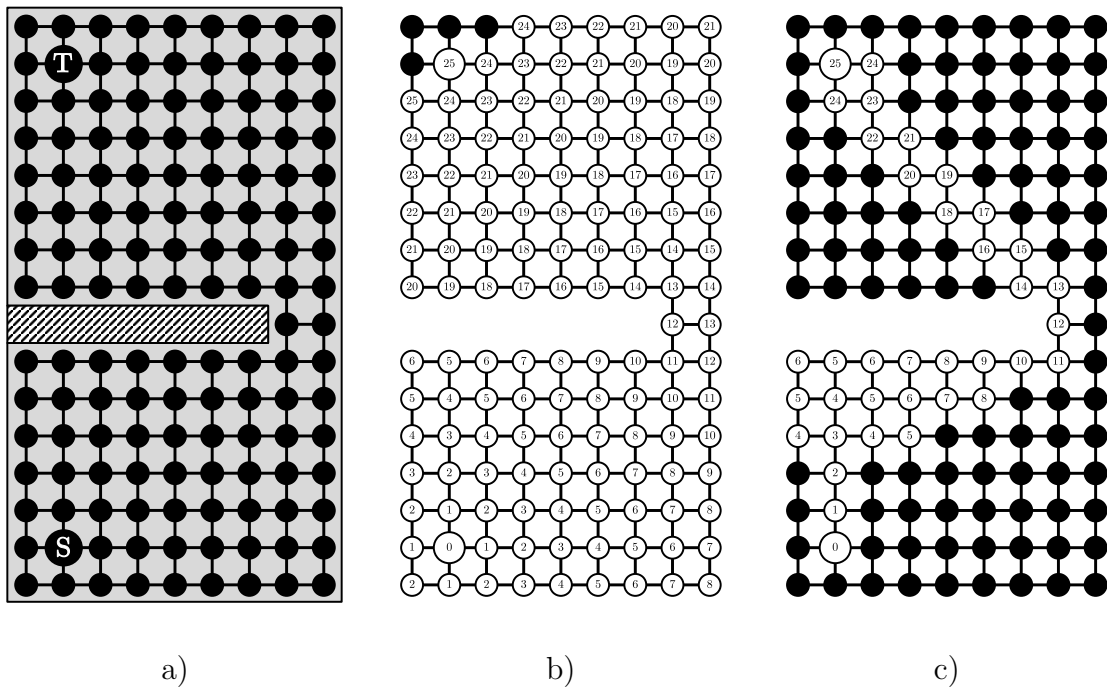 T
S
a)
24 23 22 21 20 21
25 24 23 22 21 20 19 20
25 24 23 22 21 20 19 18 19
24 23 22 21 20 19 18 17 18
23 22 21 20 19 18 17 16 17
22 21 20 19 18 17 16 15 16
21 20 19 18 17 16 15 14 15
20 19 18 17 16 15 14 13 14
12 13
6 5 6 7 8 9 10 11 12
5 4 5 6 7 8 9 10 11
4 3 4 5 6 7 8 9 10
3 2 3 4 5 6 7 8 9
2 1 2 3 4 5 6 7 8
1 0 1 2 3 4 5 6 7
2 1 2 3 4 5 6 7 8
b)
25 24
24 23
22 21
20 19
18 17
16 15
14 13
12
6 5 6 7 8 9 10 11
5 4 5 6 7 8
4 3 4 5
2
1
0
c)